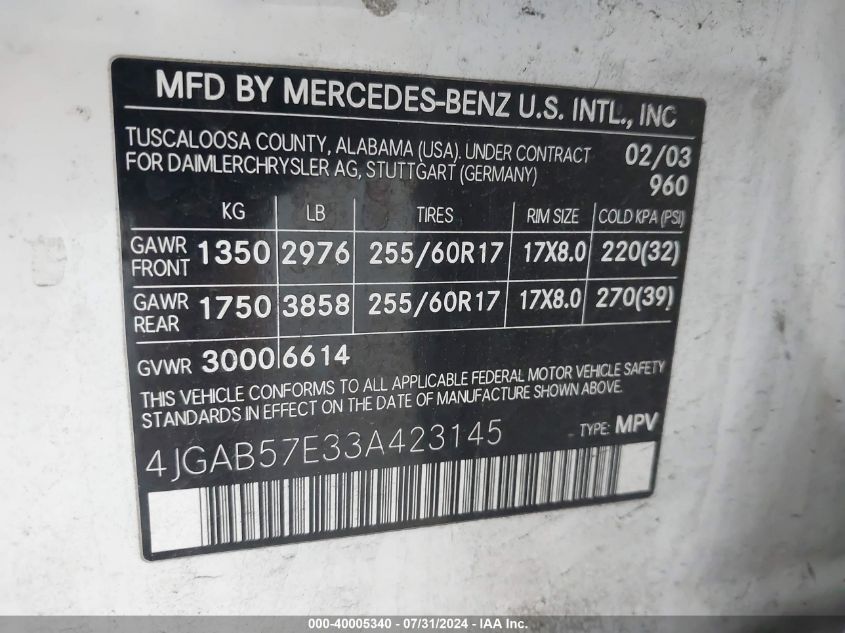 MFD BY MERCEDES-BENZ U.S. INTL., INC
TUSCALOOSA COUNTY, ALABAMA (USA). UNDER CONTRACT 02/03
FOR DAIMLERCHRYSLER AG, STUTTGART (GERMANY) 960
KG LB TIRES RIM SIZE COLD KPA (PSI)
GAWR FRONT 1350 2976 255/60R17 17X8.0 220(32)
GAWR REAR 1750 3858 255/60R17 17X8.0 270(39)
GVWR 3000 6614
THIS VEHICLE CONFORMS TO ALL APPLICABLE FEDERAL MOTOR VEHICLE SAFETY
STANDARDS IN EFFECT ON THE DATE OF MANUFACTURE SHOWN ABOVE.
4JGAB57E33A423145 TYPE: MPV
000-40005340 - 07/31/2024 - IAAI.COM